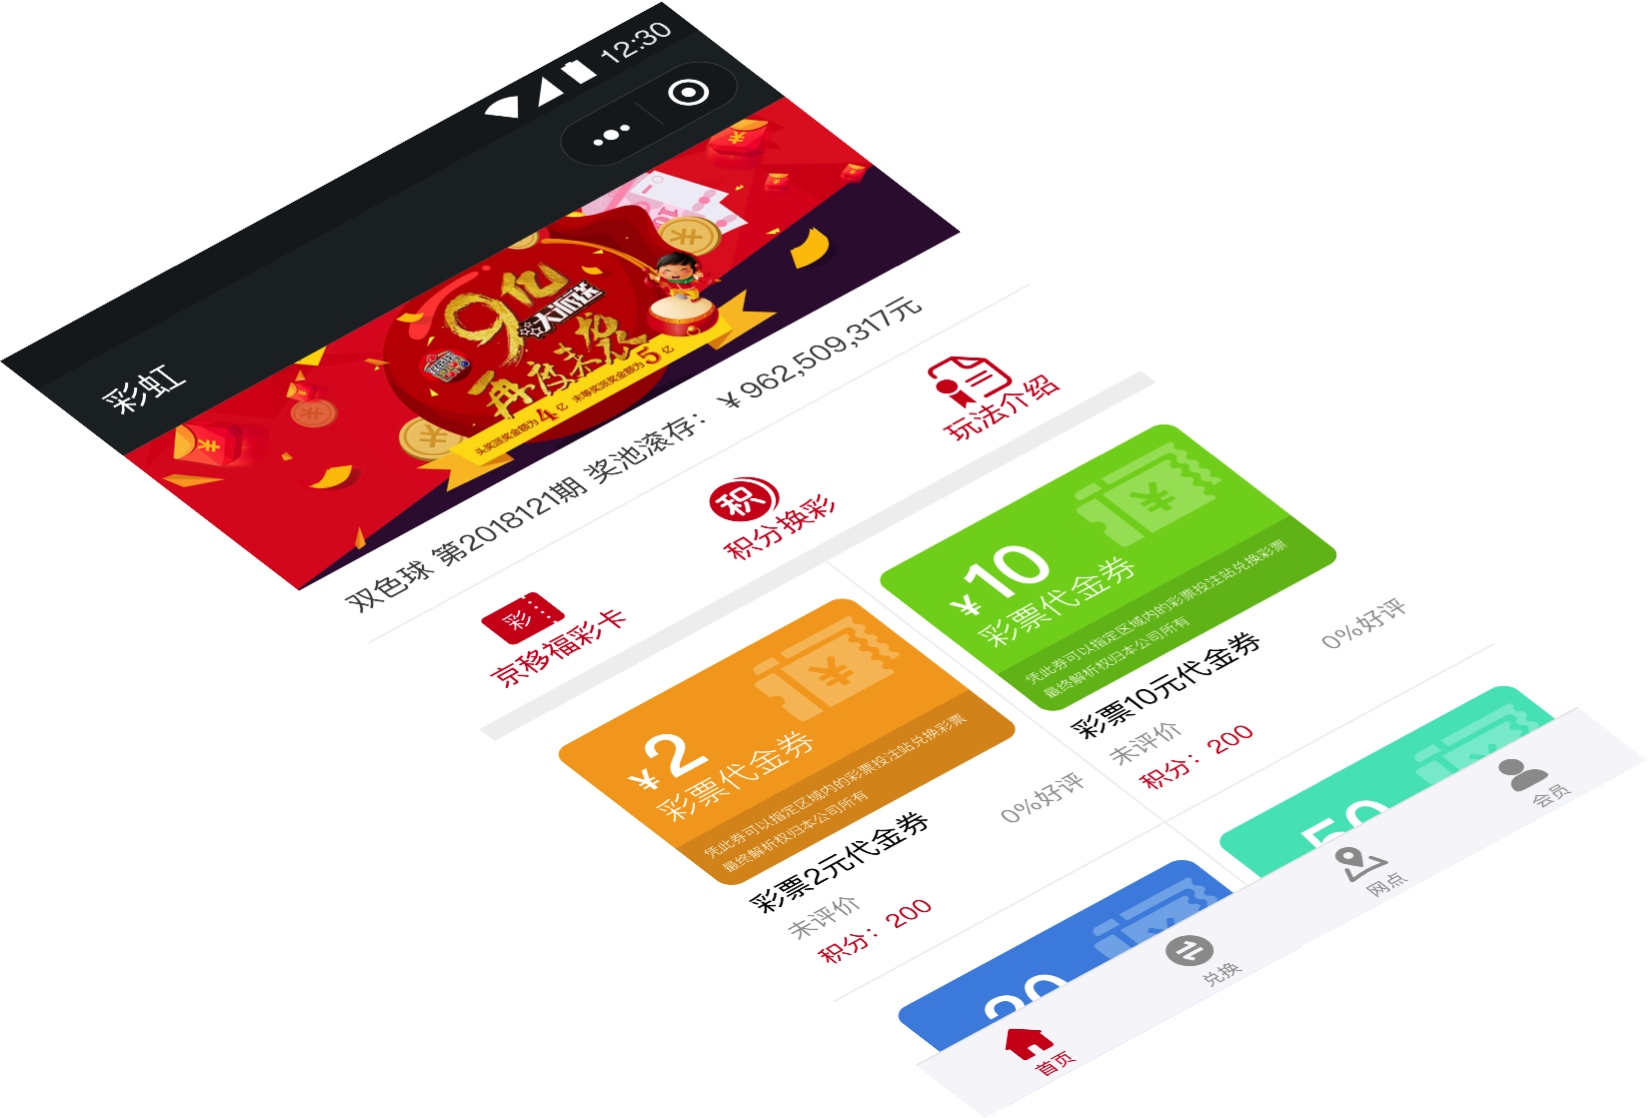 12:30
彩虹
9亿
大派送
再度来袭
头奖派奖金额为4亿 末等奖派奖金额为5亿
双色球 第2018121期 奖池滚存：￥962,509,317元
彩
京移福彩卡
积
积分换彩
玩法介绍
¥2
彩票代金券
凭此券可以指定区域内的彩票投注站兑换彩票
最终解析权归本公司所有
彩票2元代金券
未评价
0%好评
积分：200
¥10
彩票代金券
凭此券可以指定区域内的彩票投注站兑换彩票
最终解析权归本公司所有
彩票10元代金券
未评价
0%好评
积分：200
20
50
首页
兑换
网点
会员